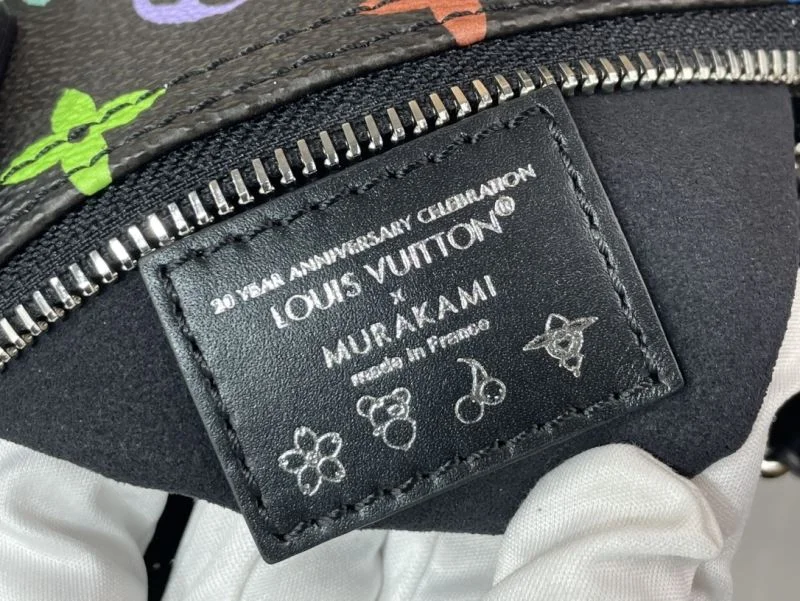 20 YEAR ANNIVERSARY CELEBRATION
LOUIS VUITTON®
x
MURAKAMI
made in France